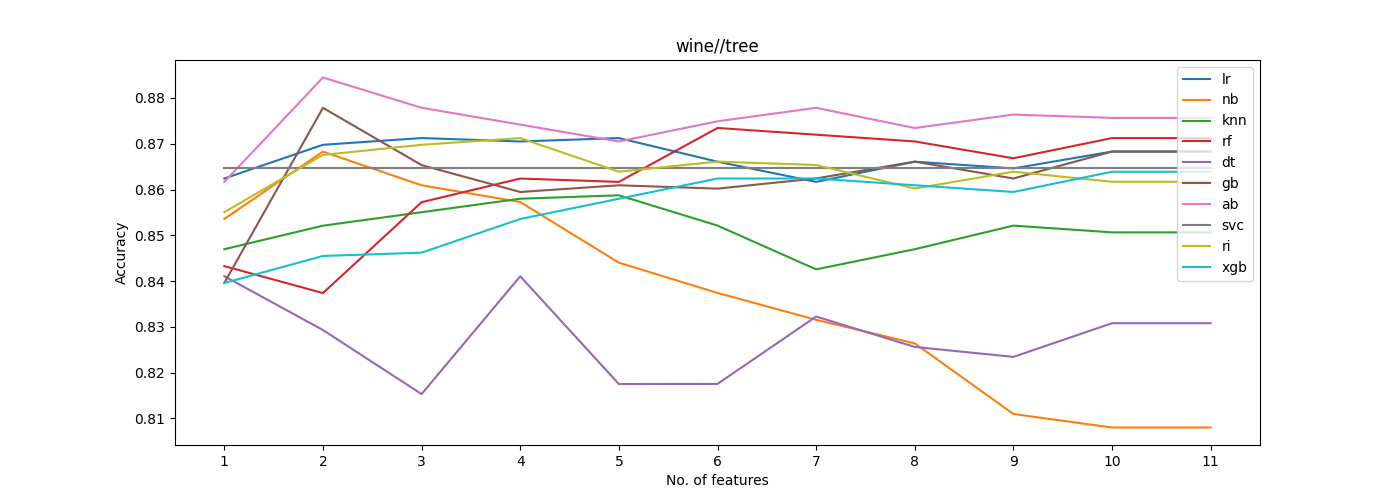 wine//tree
Accuracy
0.88
0.87
0.86
0.85
0.84
0.83
0.82
0.81
lr
nb
knn
rf
dt
gb
ab
svc
ri
xgb
1 2 3 4 5 6 7 8 9 10 11
No. of features